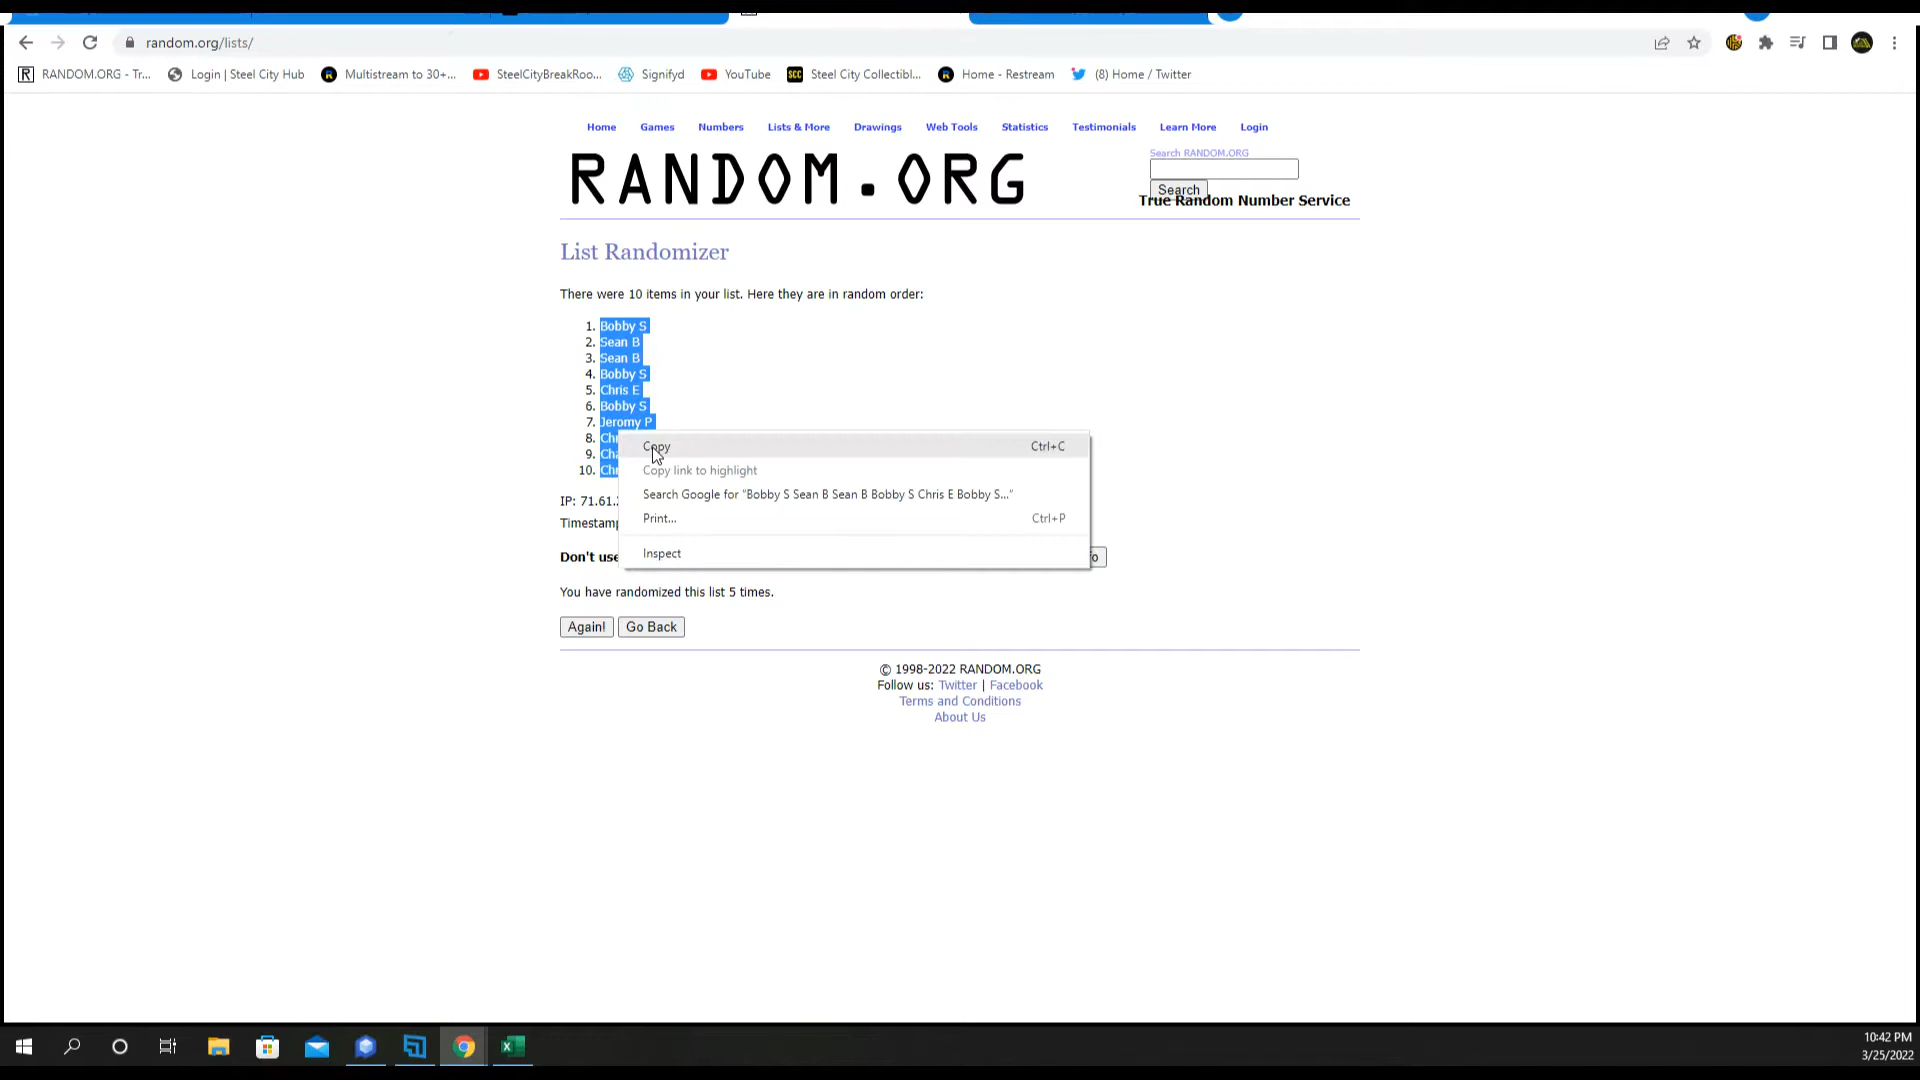 random.org/lists/
RANDOM.ORG - Tr... Login | Steel City Hub Multistream to 30+... SteelCityBreakRoo... Signifyd YouTube SCC Steel City Collectibl... Home - Restream (8) Home / Twitter
Home Games Numbers Lists & More Drawings Web Tools Statistics Testimonials Learn More Login
RANDOM.ORG
Search RANDOM.ORG
Search
True Random Number Service
List Randomizer
There were 10 items in your list. Here they are in random order:
1. Bobby S
2. Sean B
3. Sean B
4. Bobby S
5. Chris E
6. Bobby S
7. Jeromy P
8.
9.
10.
Copy Ctrl+C
Copy link to highlight
Search Google for “Bobby S Sean B Sean B Bobby S Chris E Bobby S...”
Print... Ctrl+P
Inspect
IP: 71.61.
Don't use
You have randomized this list 5 times.
Again! Go Back
© 1998-2022 RANDOM.ORG
Follow us: Twitter | Facebook
Terms and Conditions
About Us
10:42 PM
3/25/2022